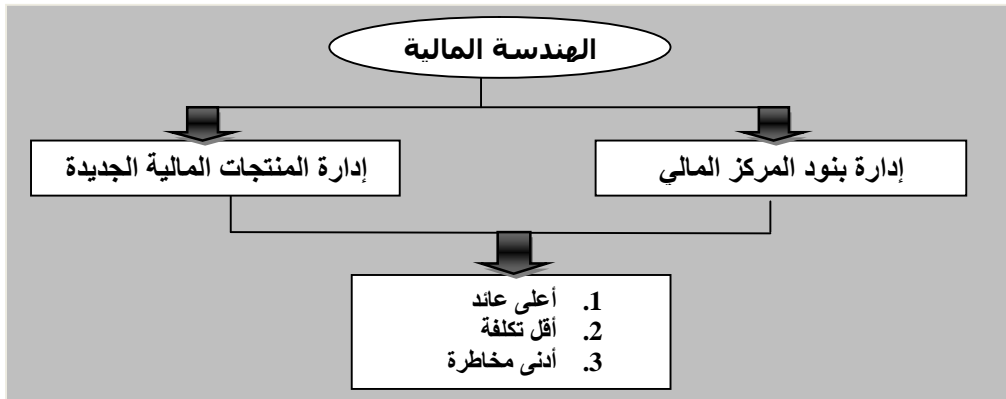 الهندسة المالية
إدارة بنود المركز المالي
إدارة المنتجات المالية الجديدة
1. أعلى عائد
2. أقل تكلفة
3. أدنى مخاطرة